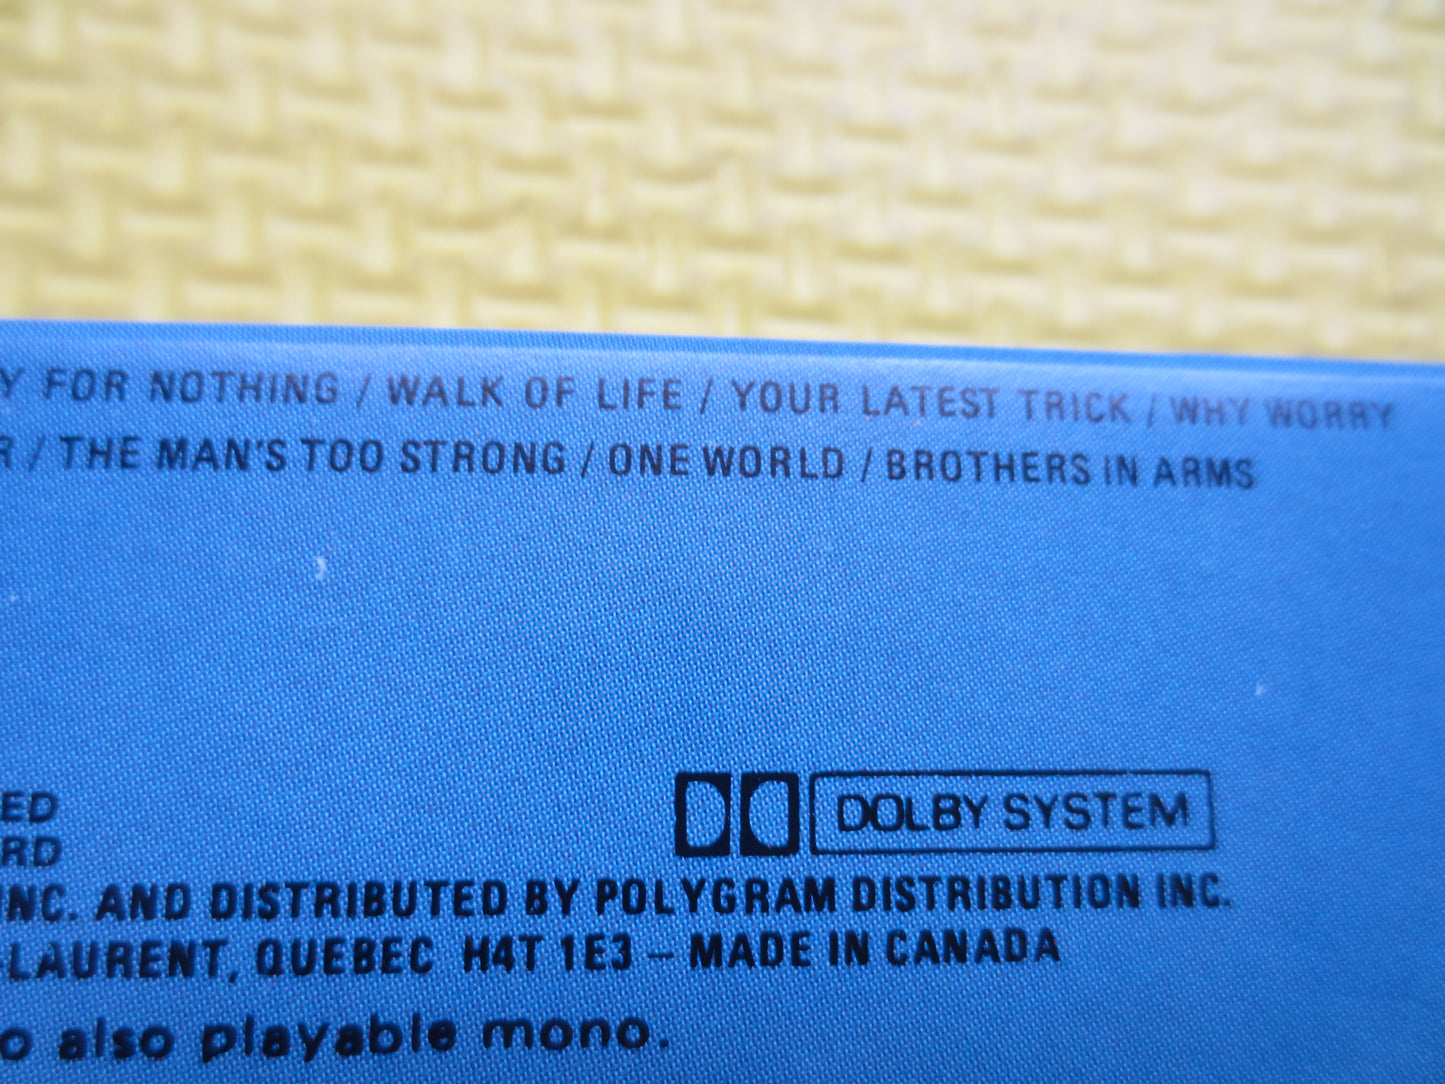 Y FOR NOTHING / WALK OF LIFE / YOUR LATEST TRICK / WHY WORRY
R / THE MAN'S TOO STRONG / ONE WORLD / BROTHERS IN ARMS
DOLBY SYSTEM
ED
RD
INC. AND DISTRIBUTED BY POLYGRAM DISTRIBUTION INC.
-LAURENT, QUEBEC H4T 1E3 – MADE IN CANADA
o also playable mono.